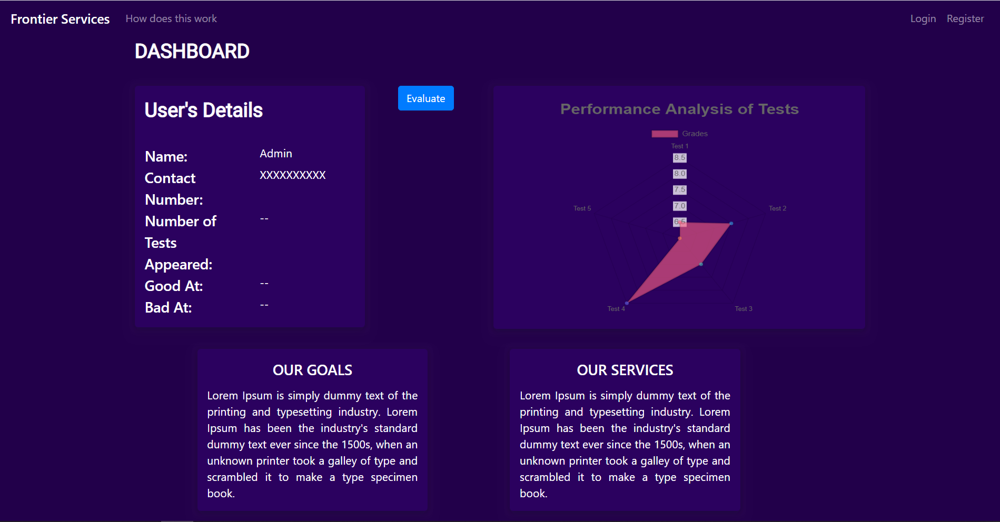 Frontier Services How does this work Login Register
DASHBOARD
User's Details
Name: Admin
Contact XXXXXXXXXX
Number:
Number of --
Tests
Appeared:
Good At: --
Bad At: --
Evaluate
Performance Analysis of Tests
Grades
Test 1
8.5
8.0
7.5
7.0
6.5
Test 5
Test 2
Test 4
Test 3
OUR GOALS
Lorem Ipsum is simply dummy text of the
printing and typesetting industry. Lorem
Ipsum has been the industry's standard
dummy text ever since the 1500s, when an
unknown printer took a galley of type and
scrambled it to make a type specimen
book.
OUR SERVICES
Lorem Ipsum is simply dummy text of the
printing and typesetting industry. Lorem
Ipsum has been the industry's standard
dummy text ever since the 1500s, when an
unknown printer took a galley of type and
scrambled it to make a type specimen
book.